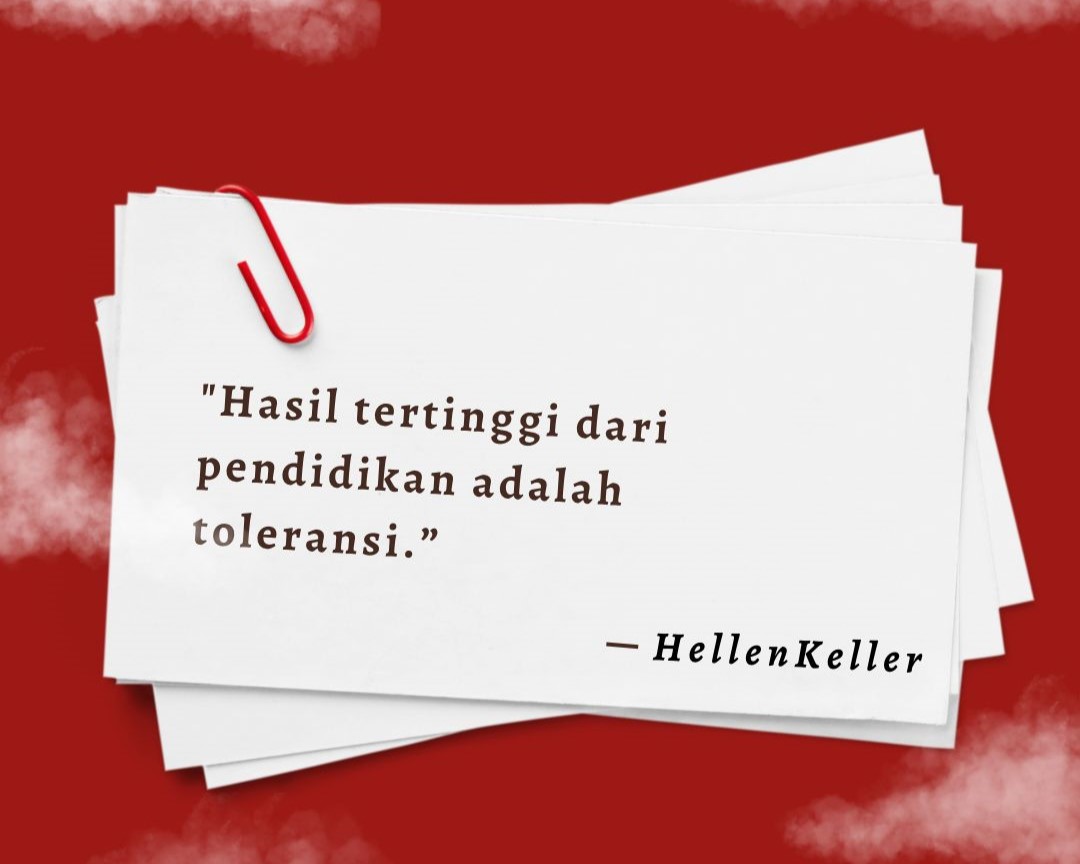 "Hasil tertinggi dari
pendidikan adalah
toleransi.”
— HellenKeller